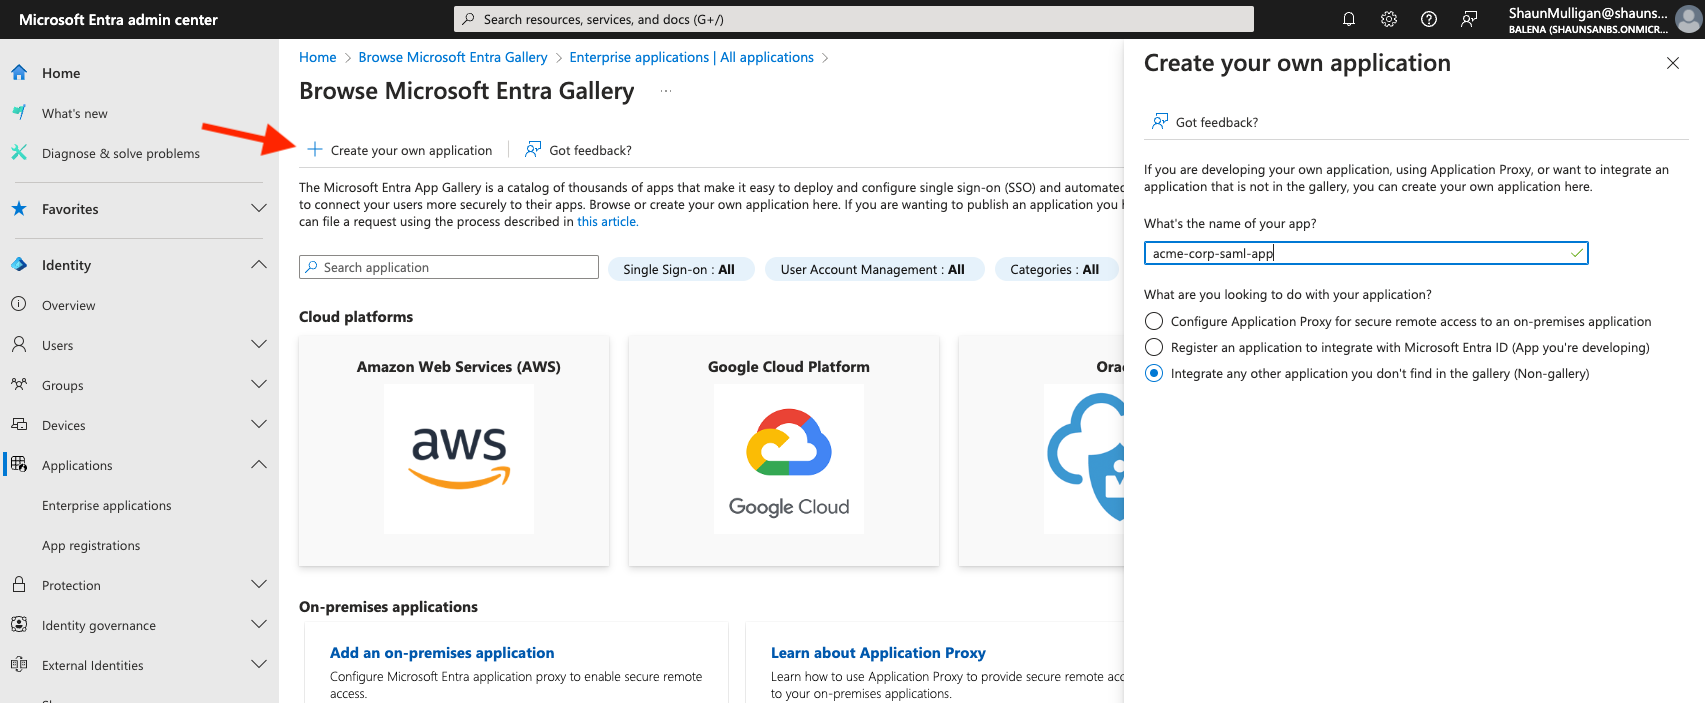 Microsoft Entra admin center
Search resources, services, and docs (G+/)
ShaunMulligan@shauns...
BALENA (SHAUNSANBS.ONMICR...
Home
What's new
Diagnose & solve problems
Favorites
Identity
Overview
Users
Groups
Devices
Applications
Enterprise applications
App registrations
Protection
Identity governance
External Identities
Home > Browse Microsoft Entra Gallery > Enterprise applications | All applications >
Browse Microsoft Entra Gallery ...
Create your own application
Got feedback?
The Microsoft Entra App Gallery is a catalog of thousands of apps that make it easy to deploy and configure single sign-on (SSO) and automated
to connect your users more securely to their apps. Browse or create your own application here. If you are wanting to publish an application you
can file a request using the process described in this article.
Search application
Single Sign-on : All
User Account Management : All
Categories : All
Cloud platforms
Amazon Web Services (AWS)
aws
Google Cloud Platform
Google Cloud
On-premises applications
Add an on-premises application
Configure Microsoft Entra application proxy to enable secure remote
access.
Learn about Application Proxy
Learn how to use Application Proxy to provide secure remote
to your on-premises applications.
Create your own application
Got feedback?
If you are developing your own application, using Application Proxy, or want to integrate an
application that is not in the gallery, you can create your own application here.
What's the name of your app?
acme-corp-saml-app
What are you looking to do with your application?
Configure Application Proxy for secure remote access to an on-premises application
Register an application to integrate with Microsoft Entra ID (App you're developing)
Integrate any other application you don't find in the gallery (Non-gallery)